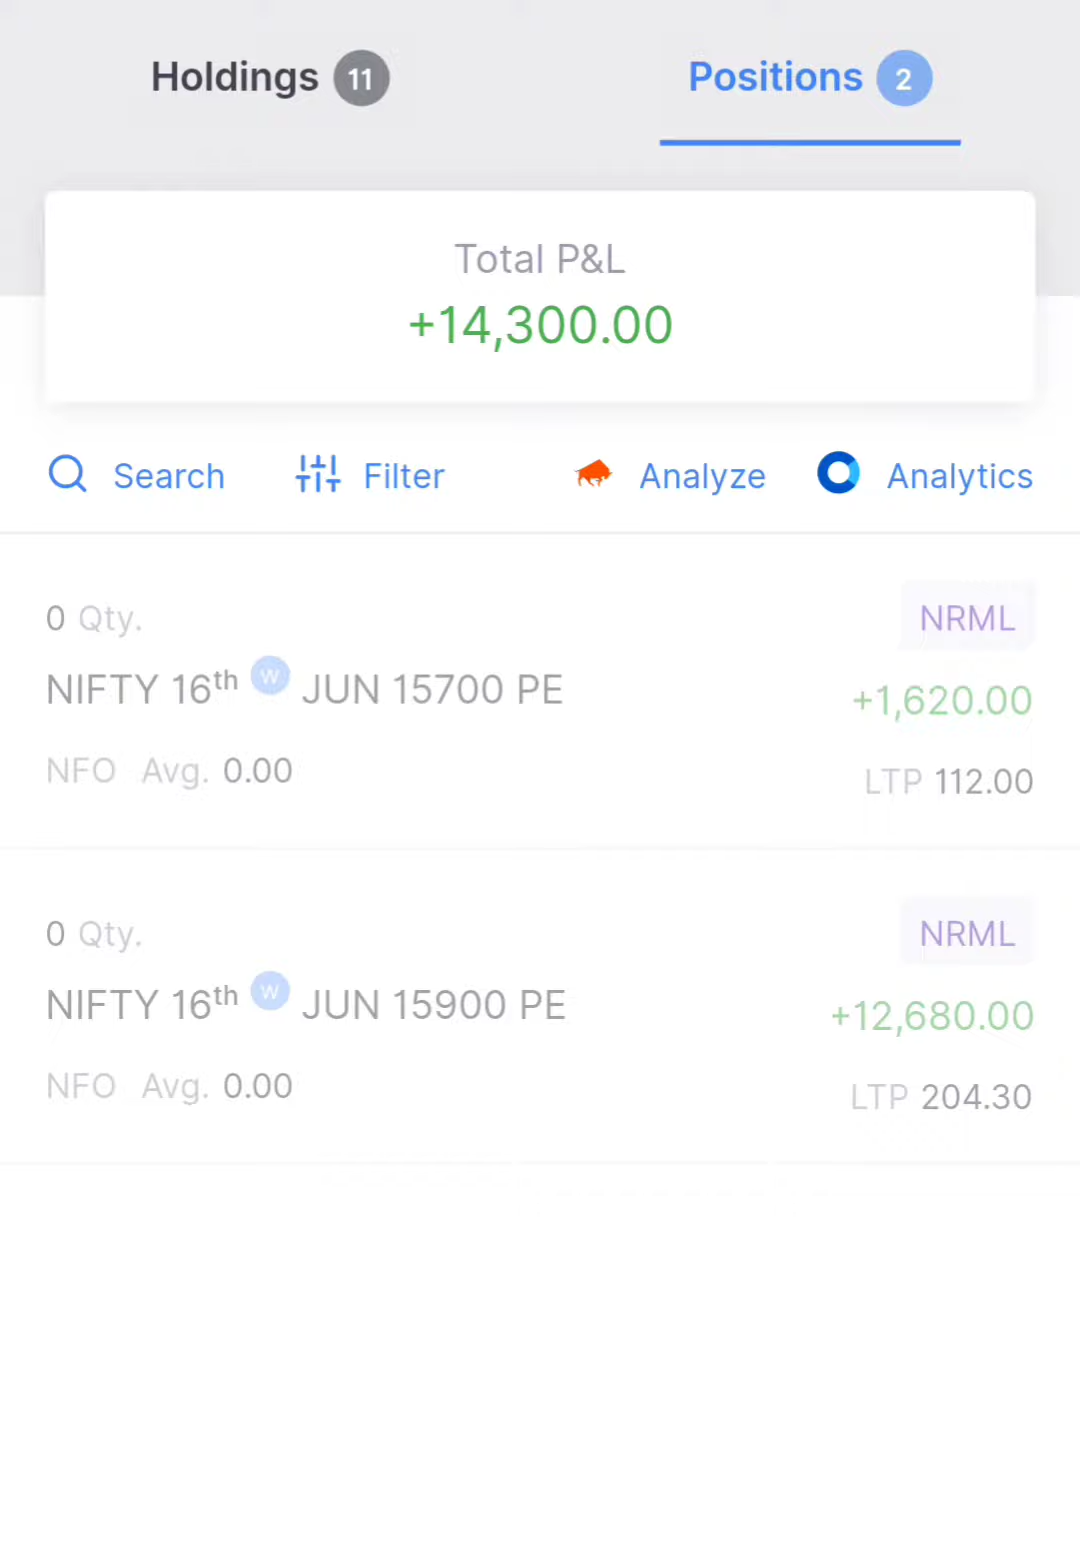 Holdings 11 Positions 2
Total P&L
+14,300.00
Search Filter Analyze Analytics
0 Qty. NRML
NIFTY 16th W JUN 15700 PE +1,620.00
NFO Avg. 0.00 LTP 112.00
0 Qty. NRML
NIFTY 16th W JUN 15900 PE +12,680.00
NFO Avg. 0.00 LTP 204.30